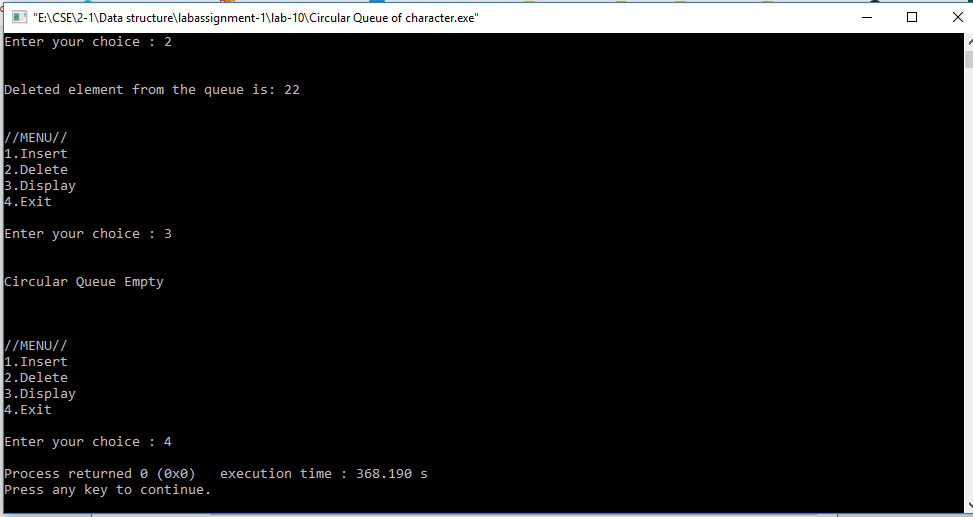 "E:\CSE\2-1\Data structure\labassignment-1\lab-10\Circular Queue of character.exe"
Enter your choice : 2
Deleted element from the queue is: 22
//MENU//
1.Insert
2.Delete
3.Display
4.Exit
Enter your choice : 3
Circular Queue Empty
//MENU//
1.Insert
2.Delete
3.Display
4.Exit
Enter your choice : 4
Process returned 0 (0x0)   execution time : 368.190 s
Press any key to continue.